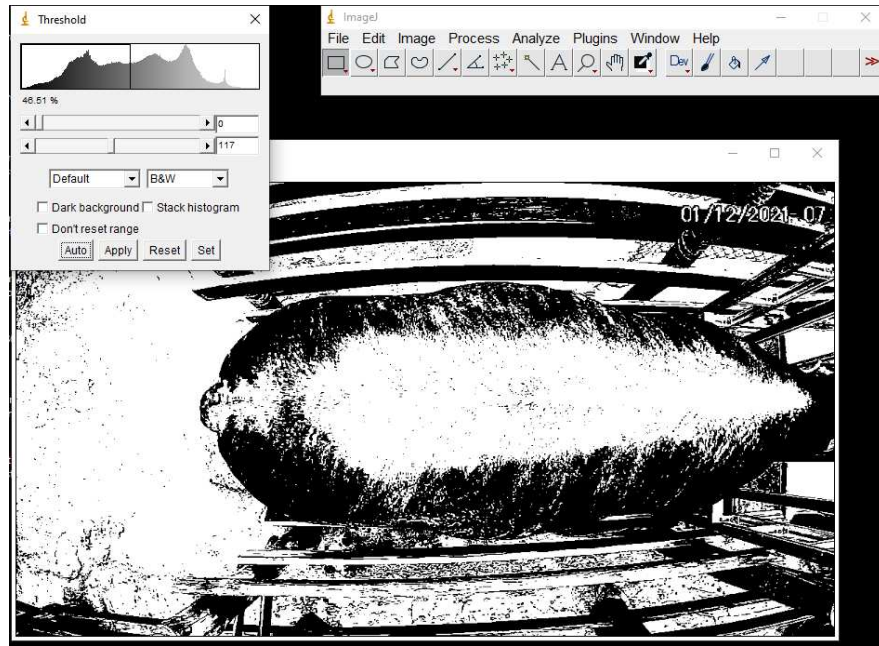 Threshold
46.51 %
0
117
Default
B&W
Dark background
Stack histogram
Don't reset range
Auto
Apply
Reset
Set
ImageJ
File Edit Image Process Analyze Plugins Window Help
A
Dev
>>
01/12/2021 07